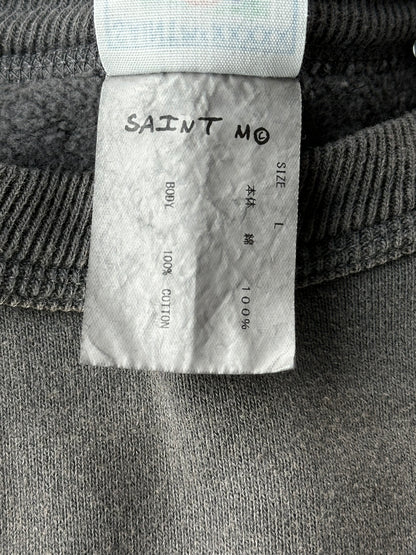 SAINT M©
SIZE L
本体 綿 100%
BODY 100% COTTON